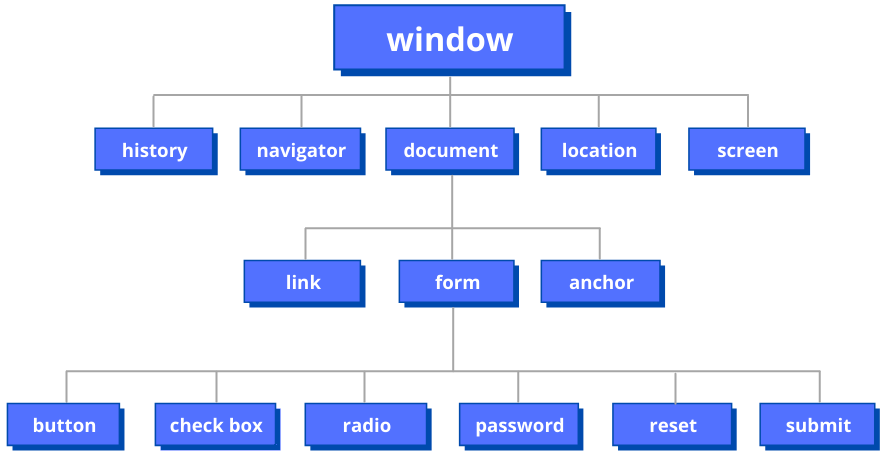 window
history
navigator
document
location
screen
link
form
anchor
button
check box
radio
password
reset
submit